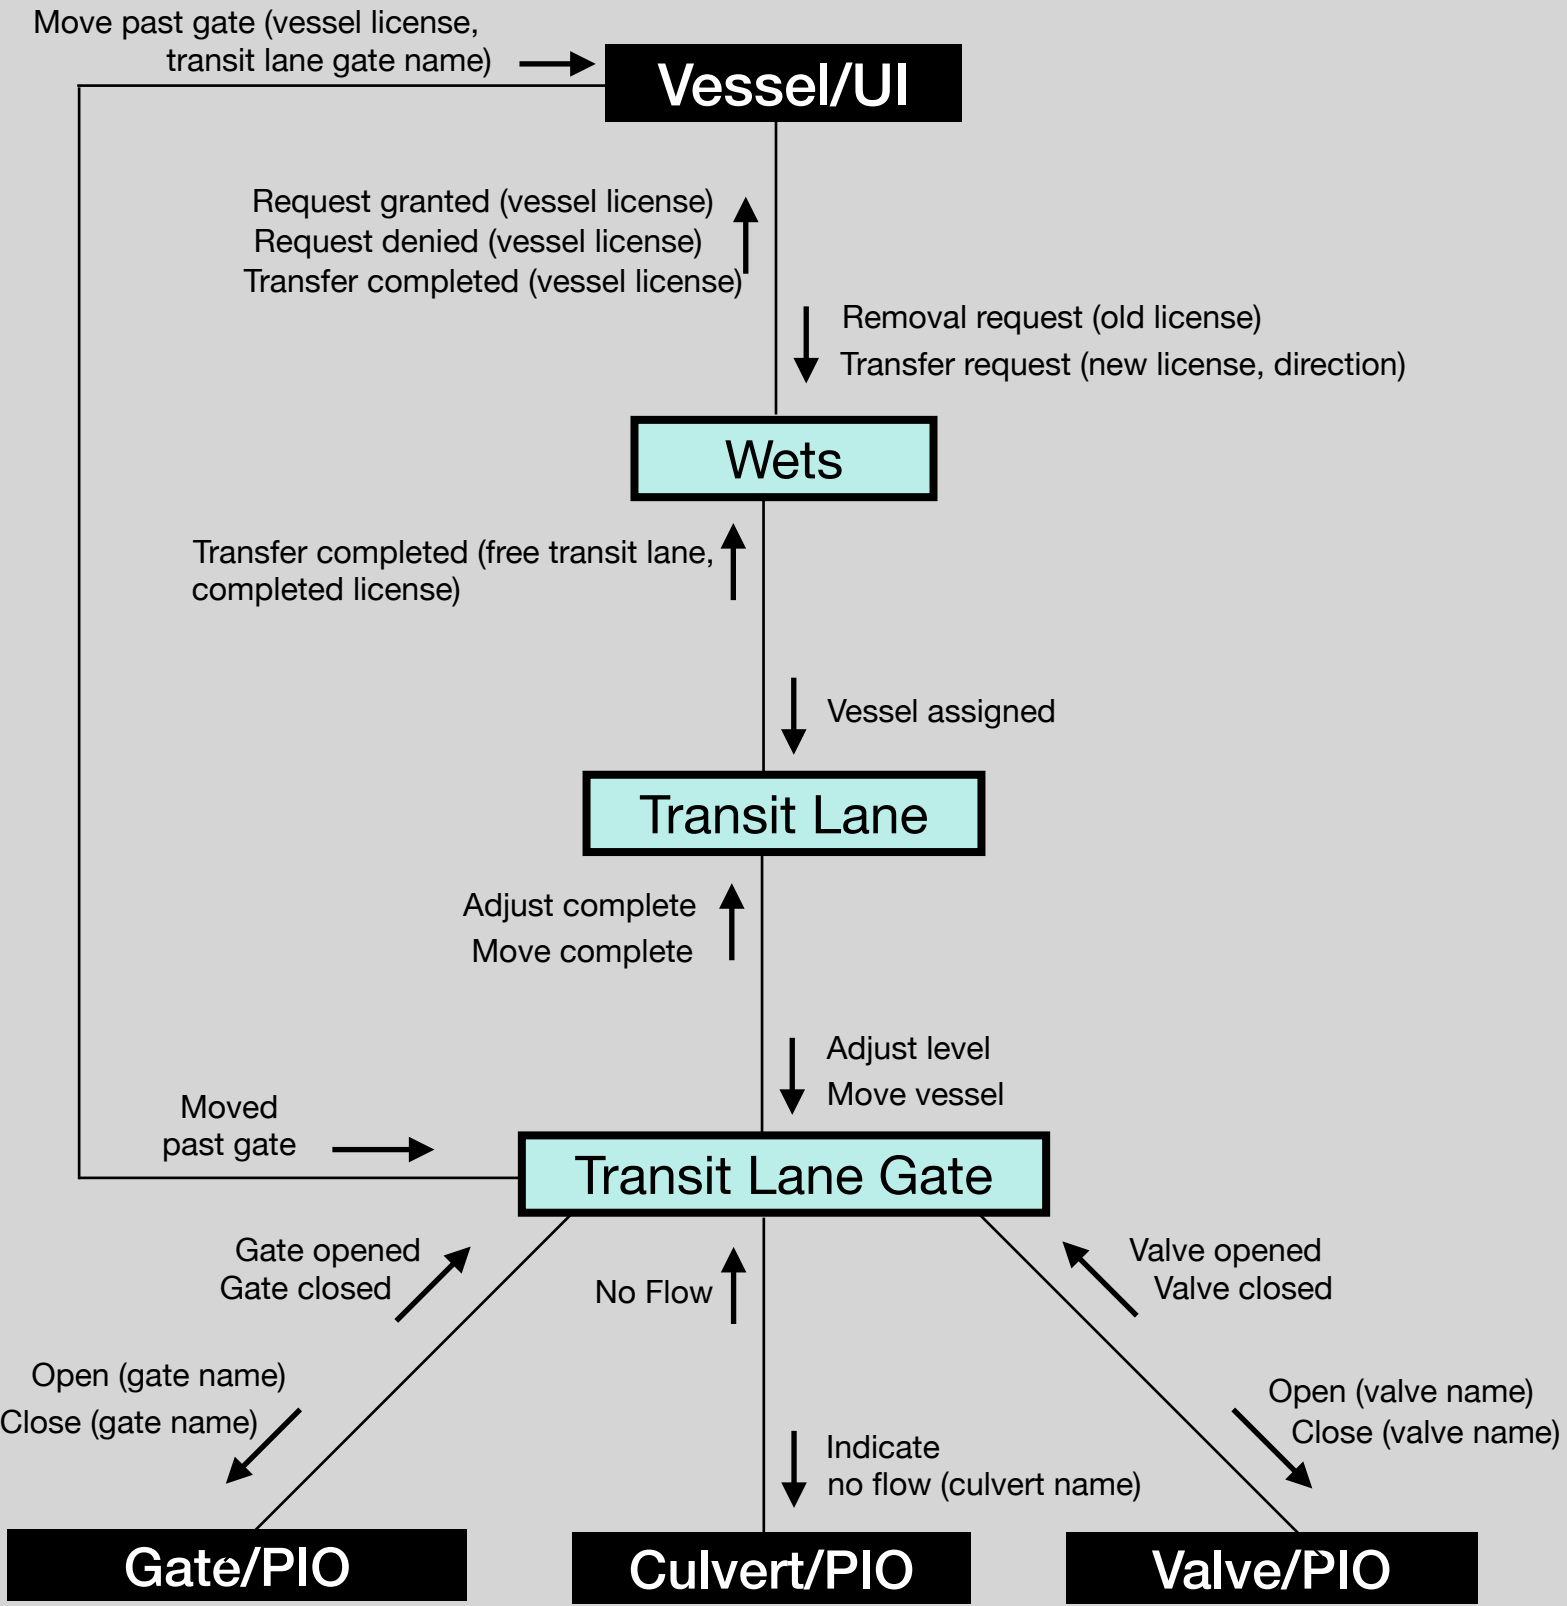 Move past gate (vessel license,
transit lane gate name)
Vessel/UI
Request granted (vessel license)
Request denied (vessel license)
Transfer completed (vessel license)
Removal request (old license)
Transfer request (new license, direction)
Wets
Transfer completed (free transit lane,
completed license)
Vessel assigned
Transit Lane
Adjust complete
Move complete
Adjust level
Move vessel
Moved
past gate
Transit Lane Gate
Gate opened
Gate closed
No Flow
Valve opened
Valve closed
Open (gate name)
Close (gate name)
Indicate
no flow (culvert name)
Open (valve name)
Close (valve name)
Gate/PIO
Culvert/PIO
Valve/PIO